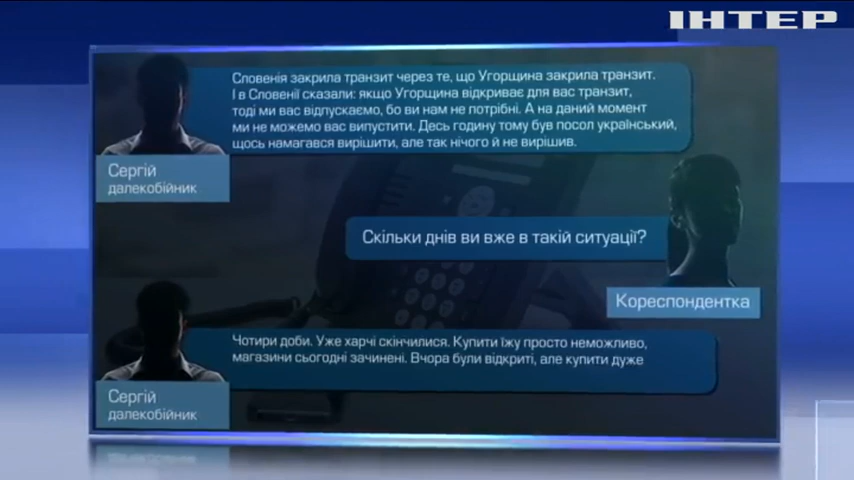 ІНТЕР
Словенія закрила транзит через те, що Угорщина закрила транзит.
І в Словенії сказали: якщо Угорщина відкриває для вас транзит,
тоді ми вас відпускаємо, бо ви нам не потрібні. А на даний момент
ми не можемо вас випустити. Десь годину тому був посол український,
щось намагався вирішити, але так нічого й не вирішив.
Сергій
далекобійник
Скільки днів ви вже в такій ситуації?
Кореспондентка
Чотири доби. Уже харчі скінчилися. Купити їжу просто неможливо,
магазини сьогодні зачинені. Вчора були відкриті, але купити дуже
Сергій
далекобійник